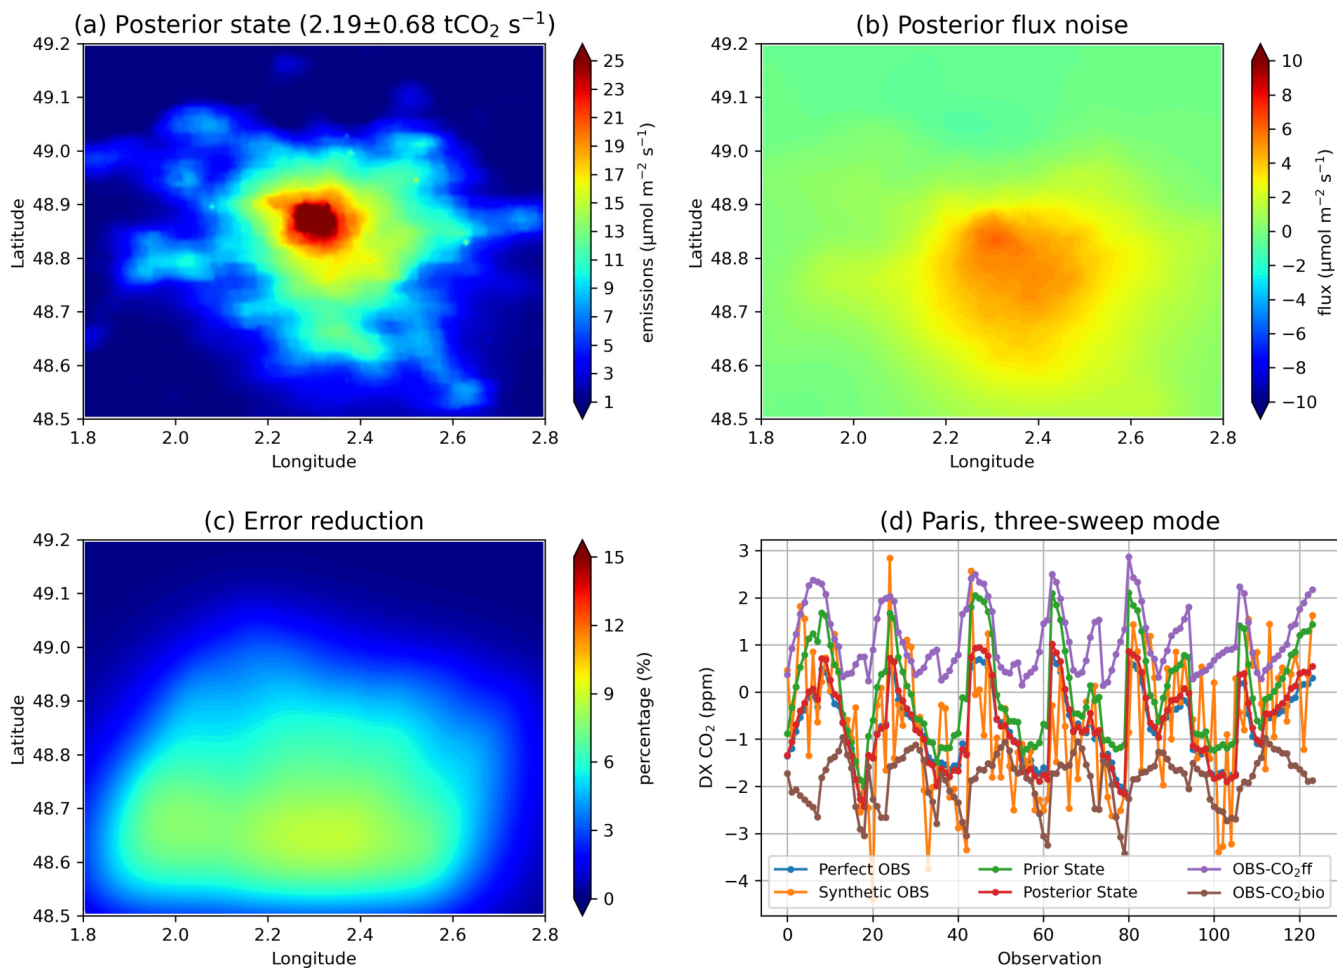 (a) Posterior state (2.19±0.68 tCO₂ s⁻¹)
49.2
49.1
49.0
48.9
48.8
48.7
48.6
48.5
Latitude
1.8 2.0 2.2 2.4 2.6 2.8
Longitude
25
23
21
19
17
15
13
11
9
7
5
3
1
emissions (μmol m⁻² s⁻¹)
(b) Posterior flux noise
49.2
49.1
49.0
48.9
48.8
48.7
48.6
48.5
Latitude
1.8 2.0 2.2 2.4 2.6 2.8
Longitude
10
8
6
4
2
0
−2
−4
−6
−8
−10
flux (μmol m⁻² s⁻¹)
(c) Error reduction
49.2
49.1
49.0
48.9
48.8
48.7
48.6
48.5
Latitude
1.8 2.0 2.2 2.4 2.6 2.8
Longitude
15
12
9
6
3
0
percentage (%)
(d) Paris, three-sweep mode
3
2
1
0
−1
−2
−3
−4
DX CO₂ (ppm)
Perfect OBS
Synthetic OBS
Prior State
Posterior State
OBS-CO₂ff
OBS-CO₂bio
0 20 40 60 80 100 120
Observation